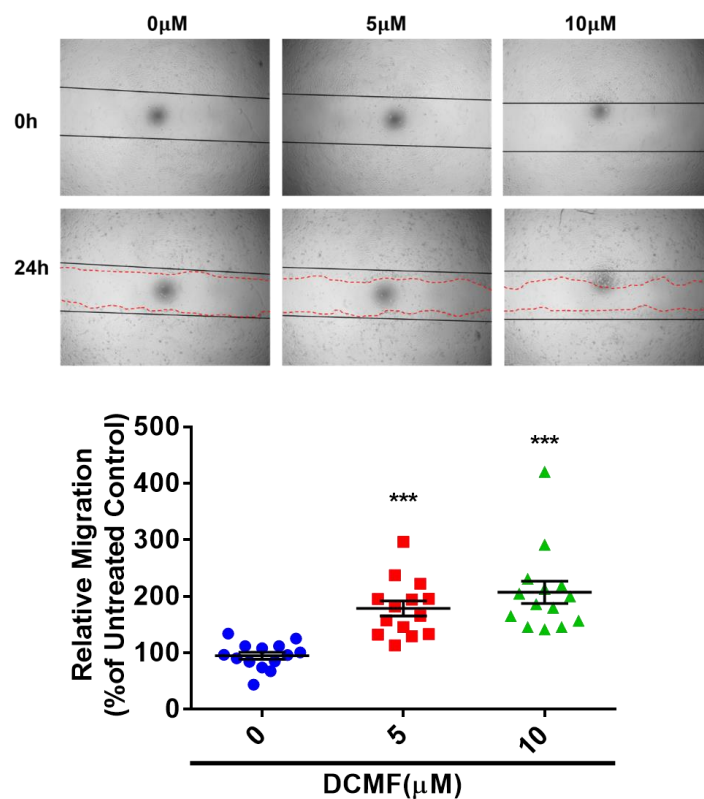 0μM 5μM 10μM
0h
24h
Relative Migration
(%of Untreated Control)
500
400
300
200
100
0
***
***
0 5 10
DCMF(μM)